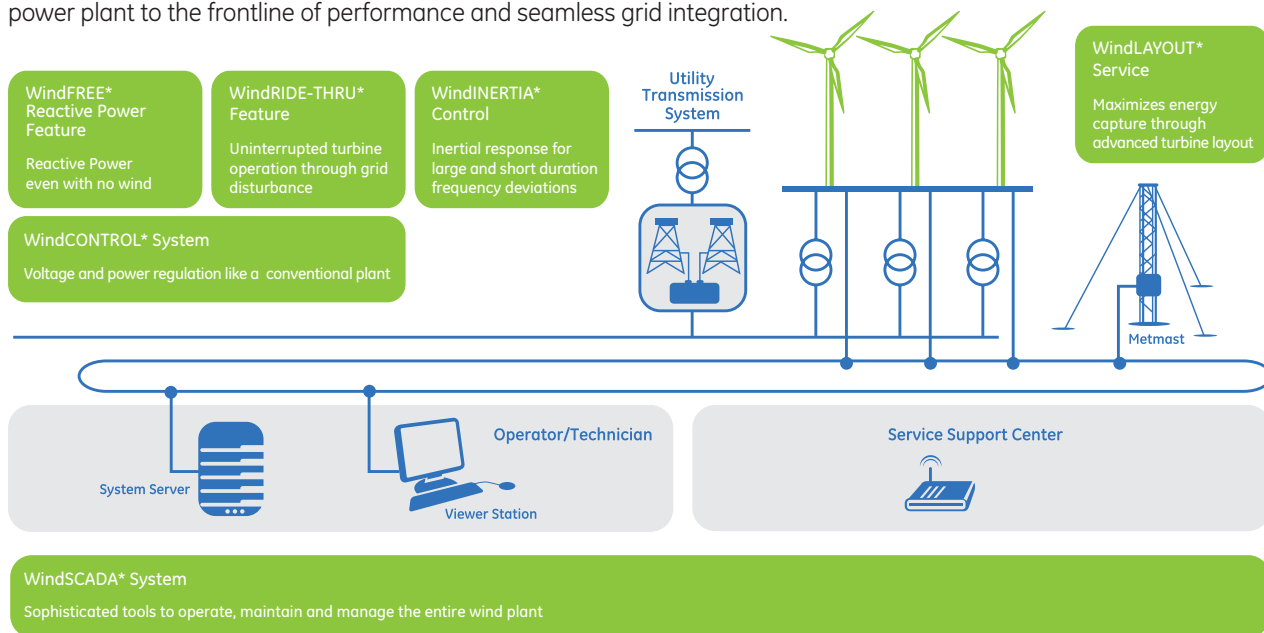 power plant to the frontline of performance and seamless grid integration.
WindFREE*
Reactive Power
Feature
Reactive Power
even with no wind
WindRIDE-THRU*
Feature
Uninterrupted turbine
operation through grid
disturbance
WindINERTIA*
Control
Inertial response for
large and short duration
frequency deviations
Utility
Transmission
System
WindLAYOUT*
Service
Maximizes energy
capture through
advanced turbine layout
WindCONTROL* System
Voltage and power regulation like a conventional plant
Metmast
Operator/Technician
System Server
Viewer Station
Service Support Center
WindSCADA* System
Sophisticated tools to operate, maintain and manage the entire wind plant